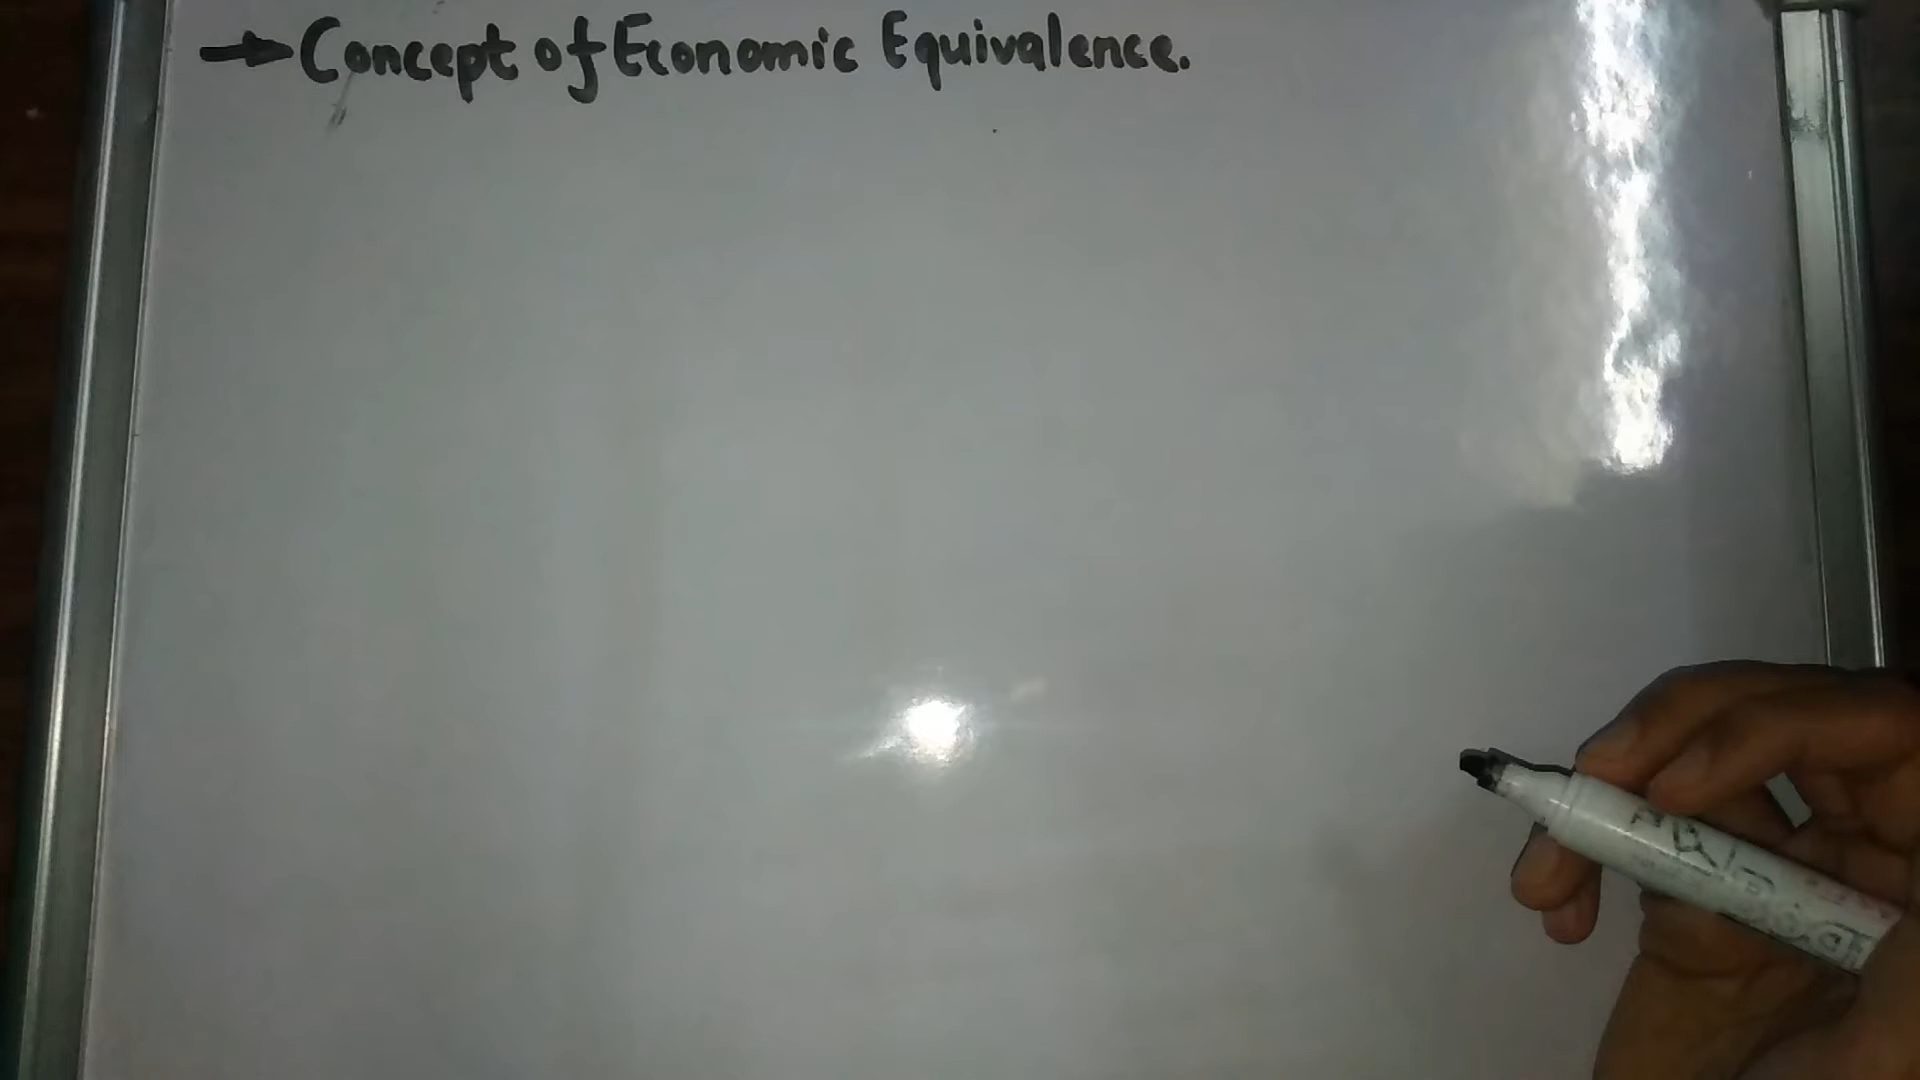 → Concept of Economic Equivalence.